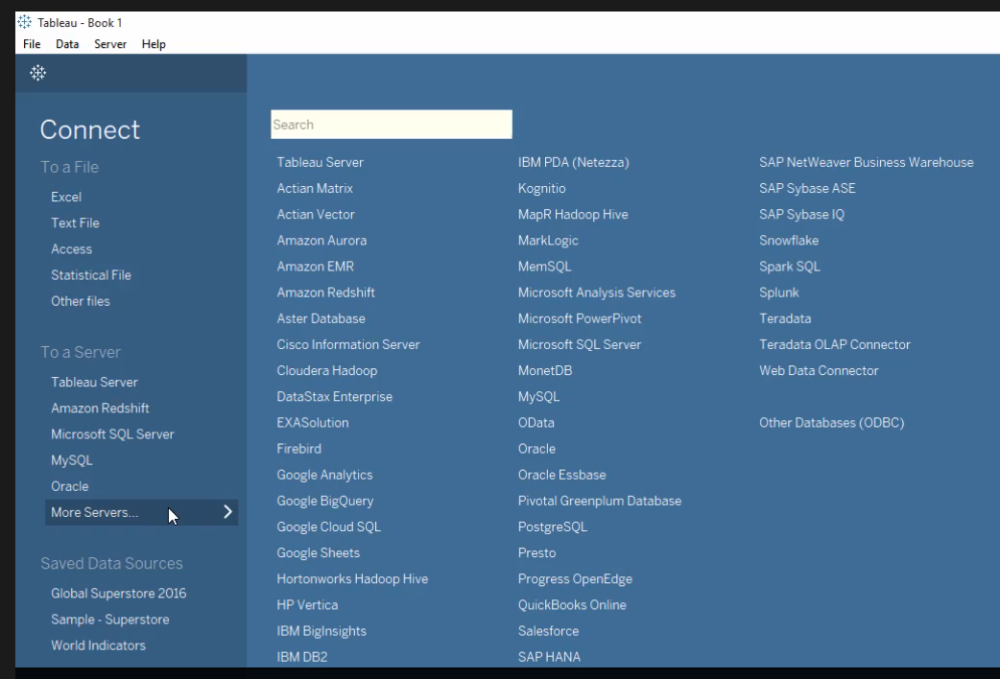 Tableau - Book 1
File Data Server Help
Connect
To a File
Excel
Text File
Access
Statistical File
Other files
To a Server
Tableau Server
Amazon Redshift
Microsoft SQL Server
MySQL
Oracle
More Servers...
Saved Data Sources
Global Superstore 2016
Sample - Superstore
World Indicators
Search
Tableau Server
Actian Matrix
Actian Vector
Amazon Aurora
Amazon EMR
Amazon Redshift
Aster Database
Cisco Information Server
Cloudera Hadoop
DataStax Enterprise
EXASolution
Firebird
Google Analytics
Google BigQuery
Google Cloud SQL
Google Sheets
Hortonworks Hadoop Hive
HP Vertica
IBM BigInsights
IBM DB2
IBM PDA (Netezza)
Kognitio
MapR Hadoop Hive
MarkLogic
MemSQL
Microsoft Analysis Services
Microsoft PowerPivot
Microsoft SQL Server
MonetDB
MySQL
OData
Oracle
Oracle Essbase
Pivotal Greenplum Database
PostgreSQL
Presto
Progress OpenEdge
QuickBooks Online
Salesforce
SAP HANA
SAP NetWeaver Business Warehouse
SAP Sybase ASE
SAP Sybase IQ
Snowflake
Spark SQL
Splunk
Teradata
Teradata OLAP Connector
Web Data Connector
Other Databases (ODBC)